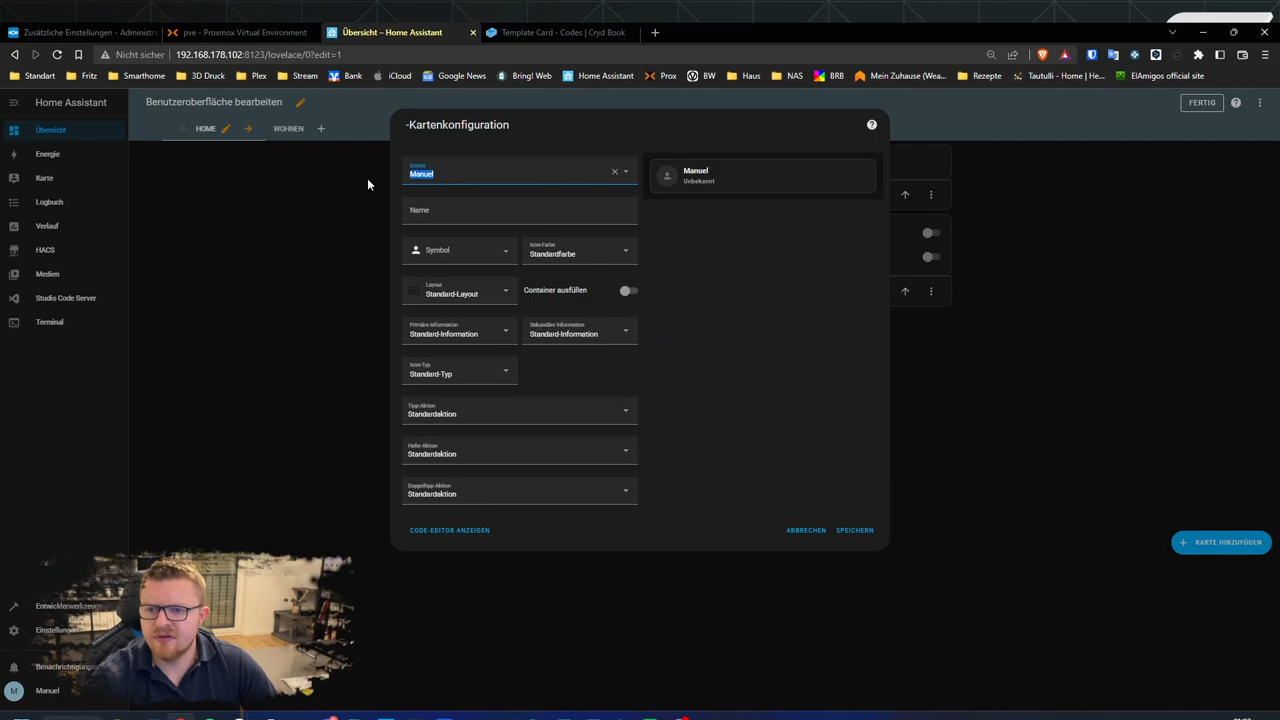 Zusätzliche Einstellungen - Administra
pve - Proxmox Virtual Environment
Übersicht – Home Assistant
Template Card - Codes | Cryd Book
Nicht sicher
192.168.178.102:8123/lovelace/0?edit=1
Standart
Fritz
Smarthome
3D Druck
Plex
Stream
Bank
iCloud
Google News
Bring! Web
Home Assistant
Prox
BW
Haus
NAS
BRB
Mein Zuhause (Wea...
Rezepte
Tautulli - Home | He...
ElAmigos official site
Home Assistant
Benutzeroberfläche bearbeiten
FERTIG
HOME
WOHNEN
Übersicht
Energie
Karte
Logbuch
Verlauf
HACS
Medien
Studio Code Server
Terminal
Entwicklerwerkzeu
Einstellungen
Benachrichtigungen
M
Manuel
-Kartenkonfiguration
Manuel
Name
Symbol
Icon-Farbe
Standardfarbe
Layout
Standard-Layout
Container ausfüllen
Primäre Information
Standard-Information
Sekundäre Information
Standard-Information
Icon-Typ
Standard-Typ
Tipp-Aktion
Standardaktion
Halte-Aktion
Standardaktion
Doppeltipp-Aktion
Standardaktion
CODE-EDITOR ANZEIGEN
ABBRECHEN
SPEICHERN
Manuel
Unbekannt
KARTE HINZUFÜGEN